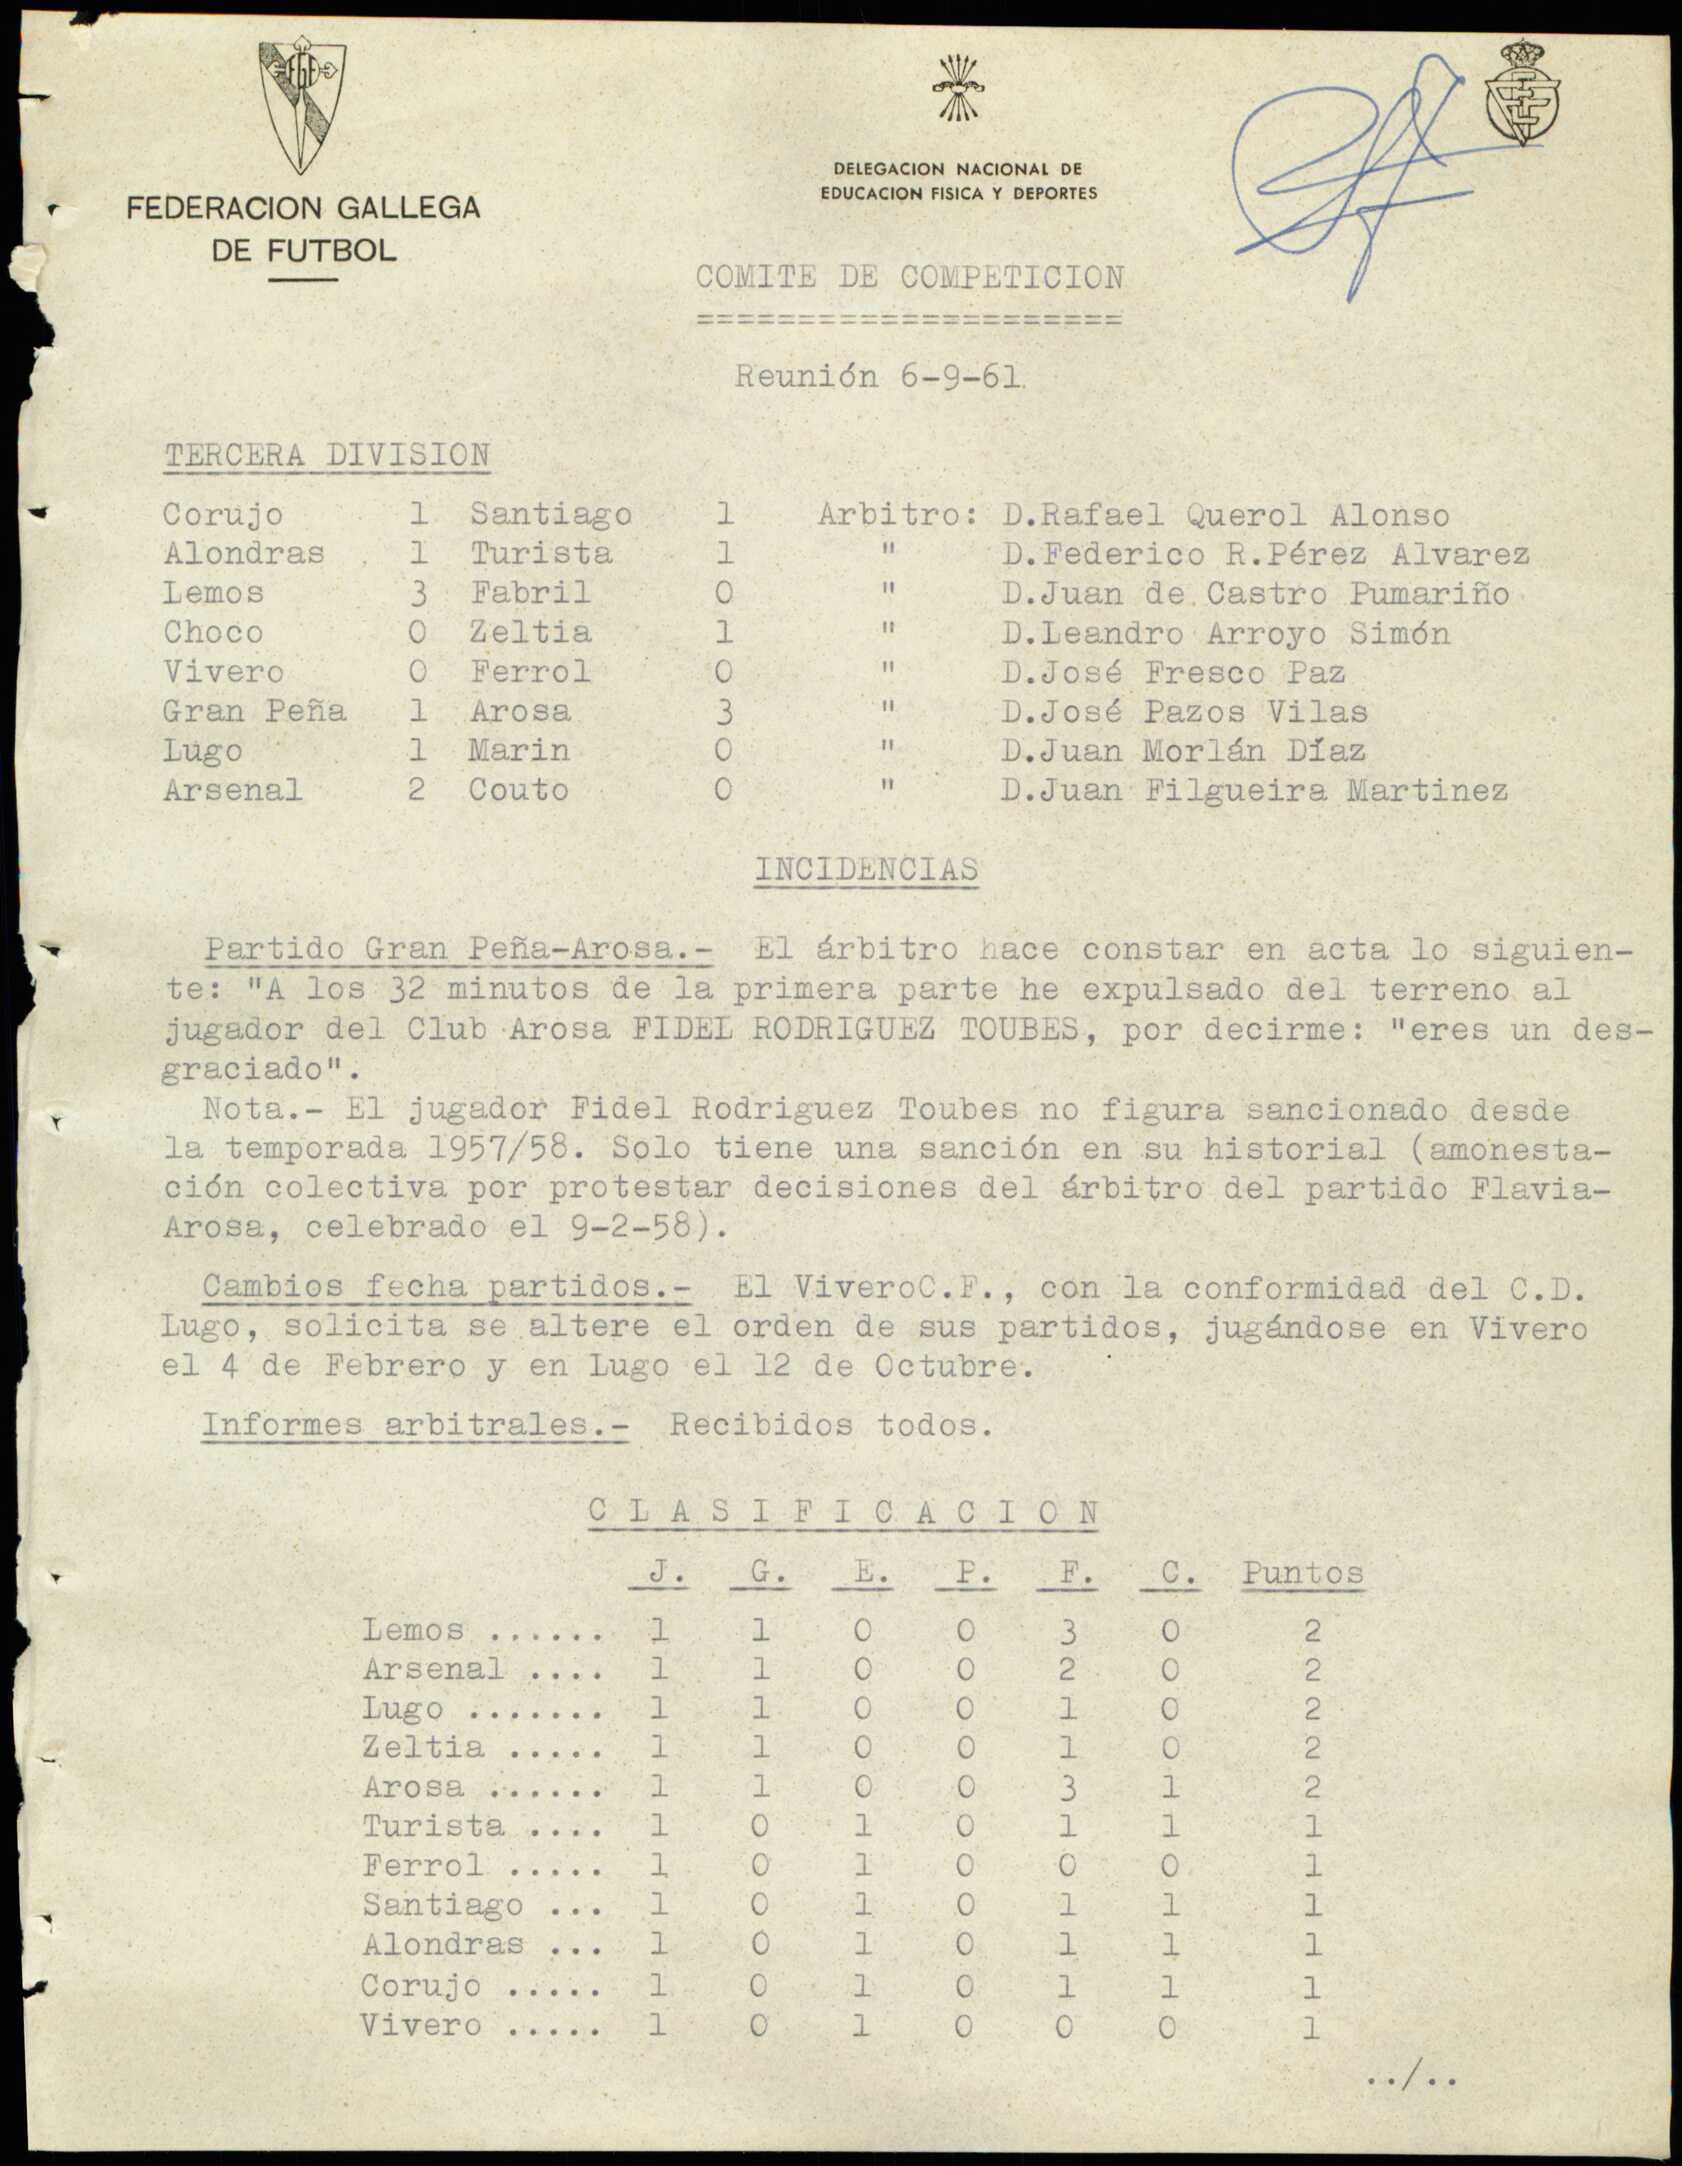 FGF
FEDERACION GALLEGA
DE FUTBOL
DELEGACION NACIONAL DE
EDUCACION FISICA Y DEPORTES
COMITE DE COMPETICION
=====================
Reunión 6-9-61.
TERCERA DIVISION
Corujo 1 Santiago 1 Arbitro: D.Rafael Querol Alonso
Alondras 1 Turista 1 " D.Federico R.Pérez Alvarez
Lemos 3 Fabril 0 " D.Juan de Castro Pumariño
Choco 0 Zeltia 1 " D.Leandro Arroyo Simón
Vivero 0 Ferrol 0 " D.José Fresco Paz
Gran Peña 1 Arosa 3 " D.José Pazos Vilas
Lugo 1 Marin 0 " D.Juan Morlán Díaz
Arsenal 2 Couto 0 " D.Juan Filgueira Martinez
INCIDENCIAS
Partido Gran Peña-Arosa.- El árbitro hace constar en acta lo siguien-
te: "A los 32 minutos de la primera parte he expulsado del terreno al
jugador del Club Arosa FIDEL RODRIGUEZ TOUBES, por decirme: "eres un des-
graciado".
Nota.- El jugador Fidel Rodriguez Toubes no figura sancionado desde
la temporada 1957/58. Solo tiene una sanción en su historial (amonesta-
ción colectiva por protestar decisiones del árbitro del partido Flavia-
Arosa, celebrado el 9-2-58).
Cambios fecha partidos.- El ViveroC.F., con la conformidad del C.D.
Lugo, solicita se altere el orden de sus partidos, jugándose en Vivero
el 4 de Febrero y en Lugo el 12 de Octubre.
Informes arbitrales.- Recibidos todos.
C L A S I F I C A C I O N
J. G. E. P. F. C. Puntos
Lemos ...... 1 1 0 0 3 0 2
Arsenal .... 1 1 0 0 2 0 2
Lugo ....... 1 1 0 0 1 0 2
Zeltia ..... 1 1 0 0 1 0 2
Arosa ...... 1 1 0 0 3 1 2
Turista .... 1 0 1 0 1 1 1
Ferrol ..... 1 0 1 0 0 0 1
Santiago ... 1 0 1 0 1 1 1
Alondras ... 1 0 1 0 1 1 1
Corujo ..... 1 0 1 0 1 1 1
Vivero ..... 1 0 1 0 0 0 1
../..